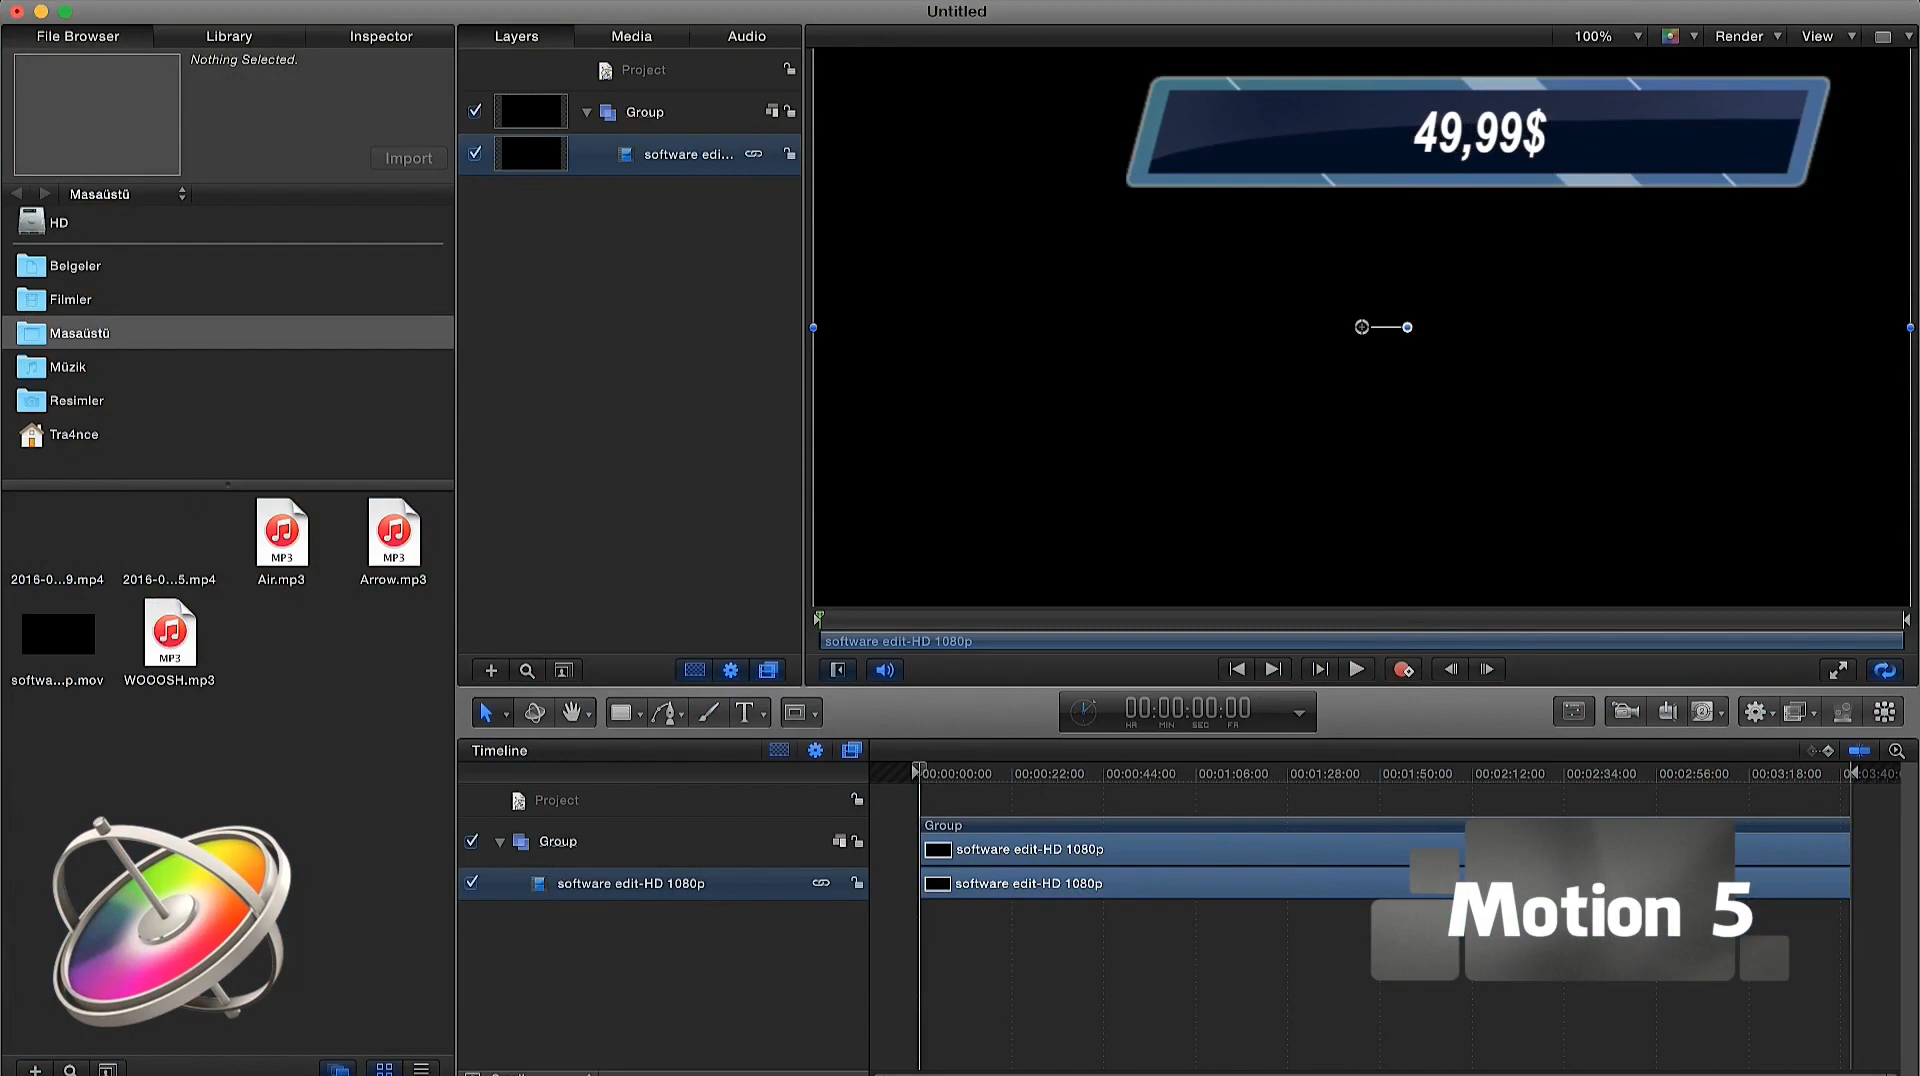 Untitled
File Browser
Library
Inspector
Layers
Media
Audio
100%
Render
View
Nothing Selected.
Import
Project
Group
software edi...
49,99$
Masaüstü
HD
Belgeler
Filmler
Masaüstü
Müzik
Resimler
Tra4nce
MP3
MP3
2016-0...9.mp4
2016-0...5.mp4
Air.mp3
Arrow.mp3
MP3
softwa...p.mov
WOOOSH.mp3
software edit-HD 1080p
00:00:00:00
HR MIN SEC FR
Timeline
00:00:00:00
00:00:22:00
00:00:44:00
00:01:06:00
00:01:28:00
00:01:50:00
00:02:12:00
00:02:34:00
00:02:56:00
00:03:18:00
Project
Group
Group
software edit-HD 1080p
software edit-HD 1080p
software edit-HD 1080p
Motion 5